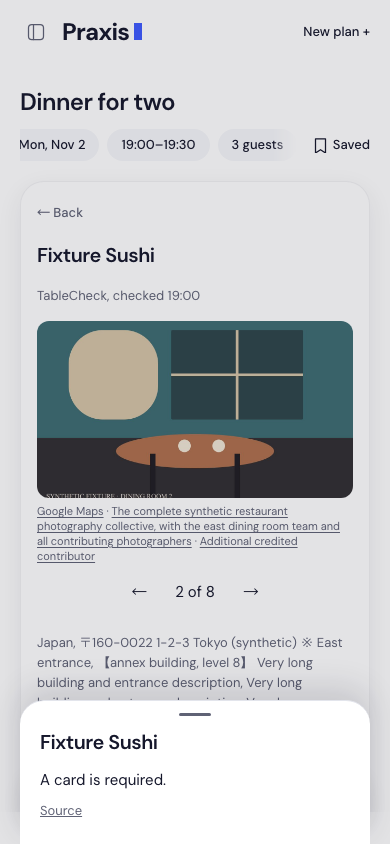 Praxis
New plan +
Dinner for two
Mon, Nov 2
19:00–19:30
3 guests
Saved
← Back
Fixture Sushi
TableCheck, checked 19:00
SYNTHETIC FIXTURE · DINING ROOM 2
Google Maps · The complete synthetic restaurant
photography collective, with the east dining room team and
all contributing photographers · Additional credited
contributor
← 2 of 8 →
Japan, 〒160-0022 1-2-3 Tokyo (synthetic) ※ East
entrance, 【annex building, level 8】 Very long
building and entrance description, Very long
Fixture Sushi
A card is required.
Source